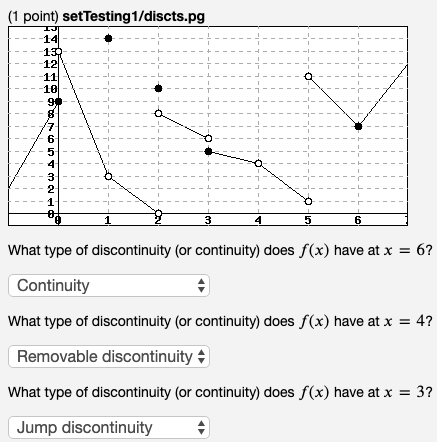 (1 point) setTesting1/discts.pg
15
14
13
12
11
10
9
8
7
6
5
4
3
2
1
0
0 1 2 3 4 5 6 7
What type of discontinuity (or continuity) does f(x) have at x = 6?
Continuity
What type of discontinuity (or continuity) does f(x) have at x = 4?
Removable discontinuity
What type of discontinuity (or continuity) does f(x) have at x = 3?
Jump discontinuity